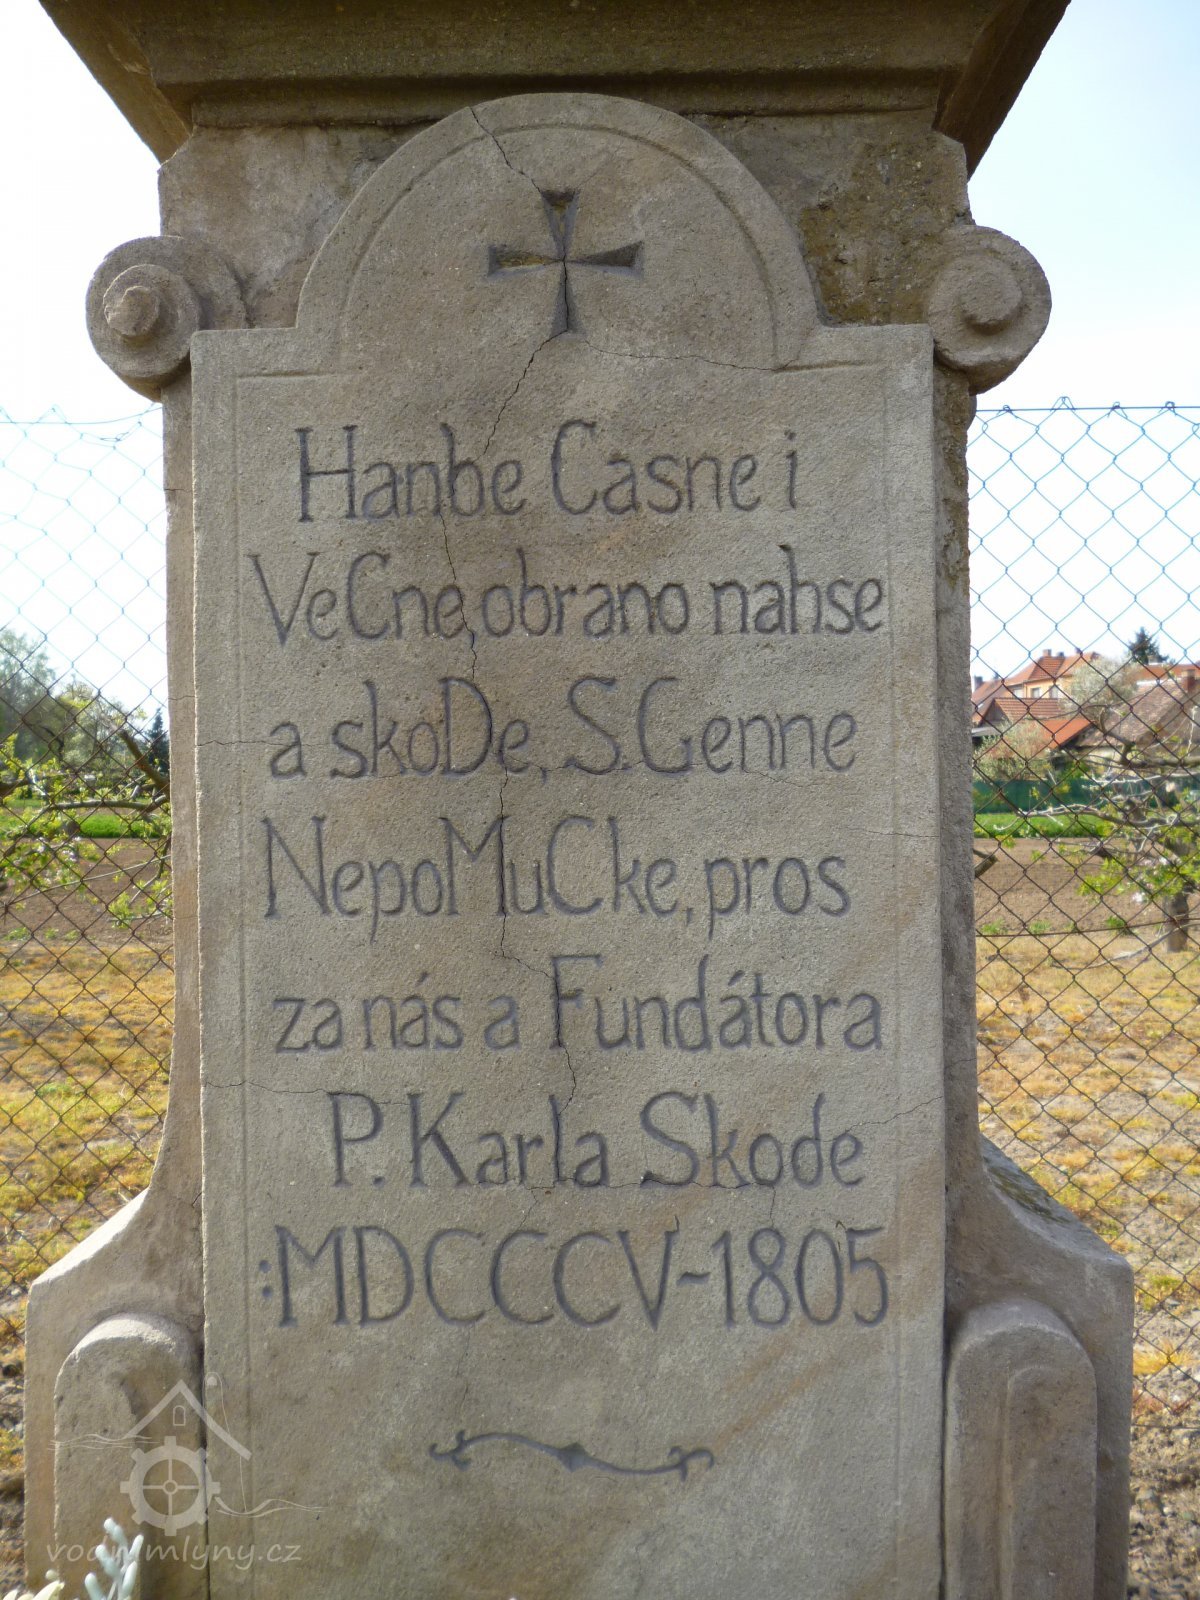 Hanbe Casne i
VeCne, obrano nahse
a skoDe, S. Genne
NepoMuCke, pros
za nás a Fundátora
P. Karla Skode
:MDCCCV-1805
vodnimlyny.cz